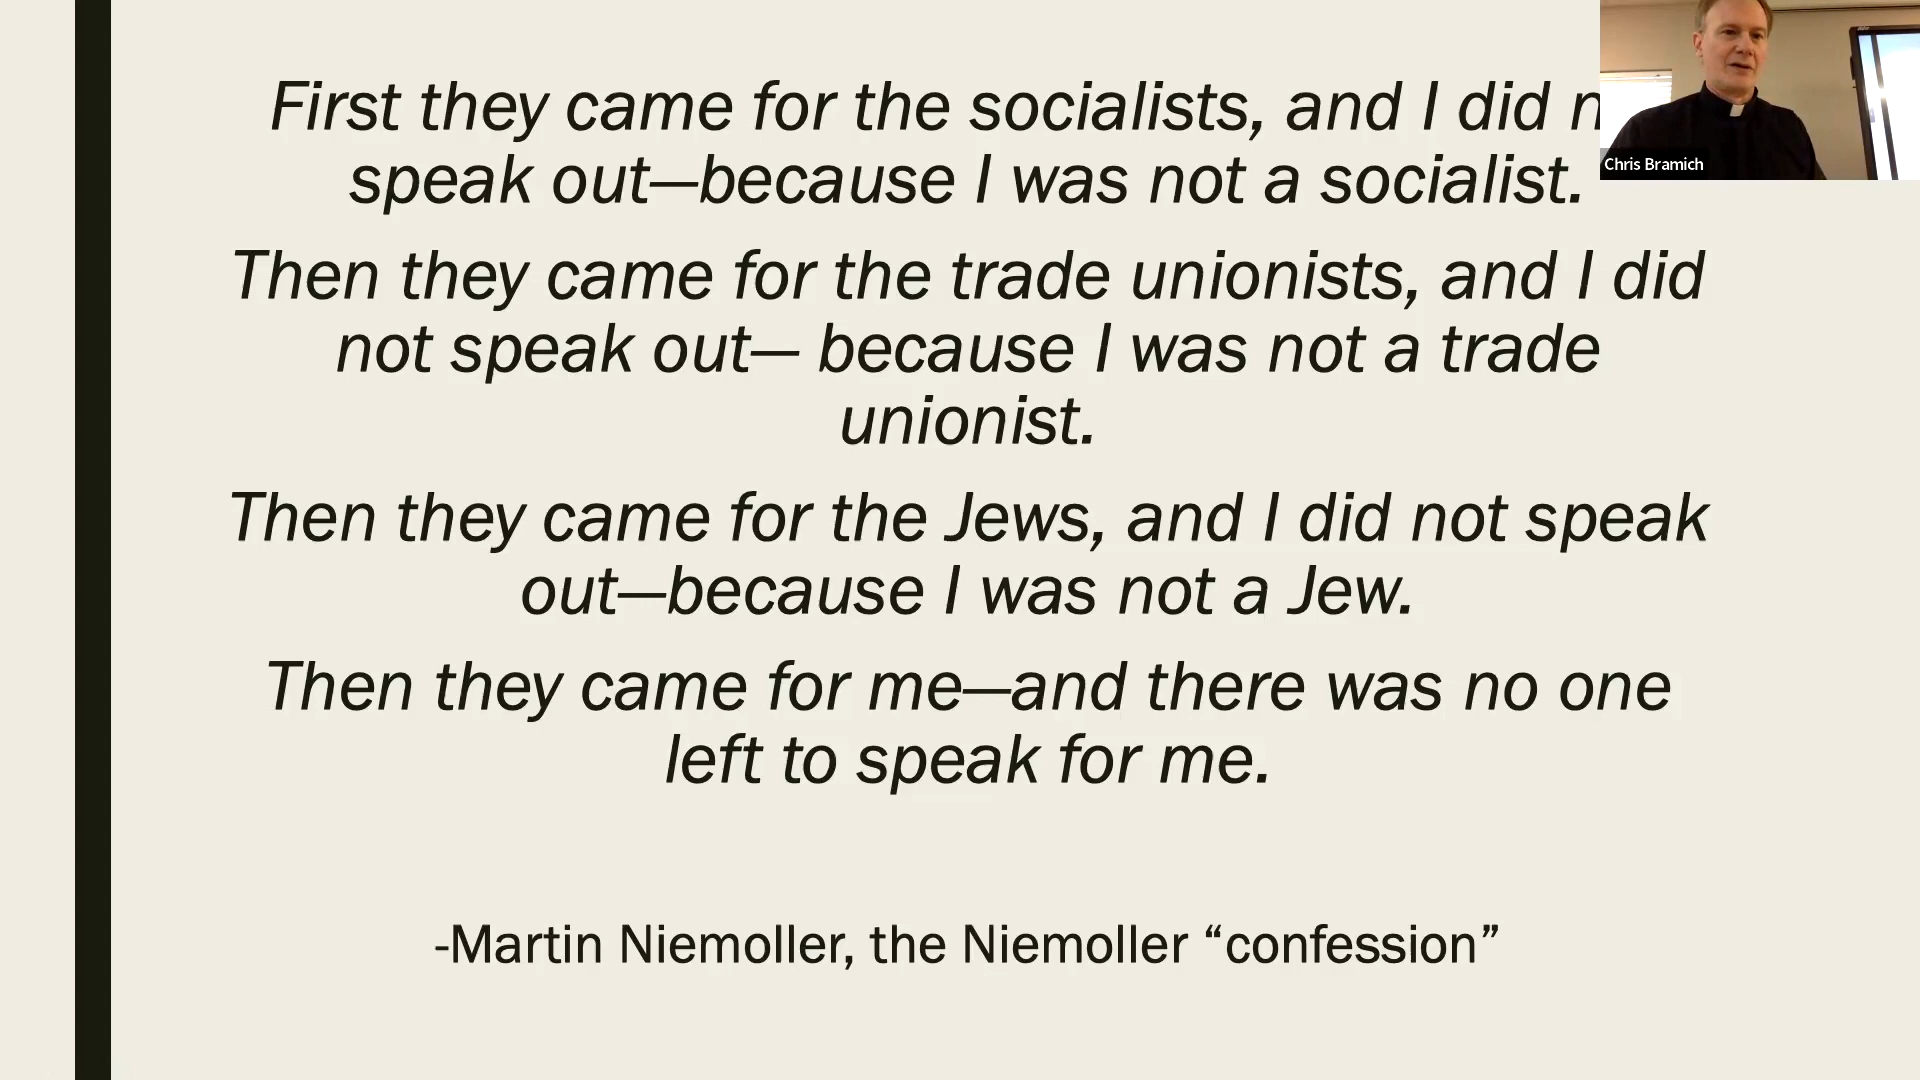 First they came for the socialists, and I did
speak out—because I was not a socialist.
Then they came for the trade unionists, and I did
not speak out— because I was not a trade
unionist.
Then they came for the Jews, and I did not speak
out—because I was not a Jew.
Then they came for me—and there was no one
left to speak for me.
-Martin Niemoller, the Niemoller “confession”
Chris Bramich